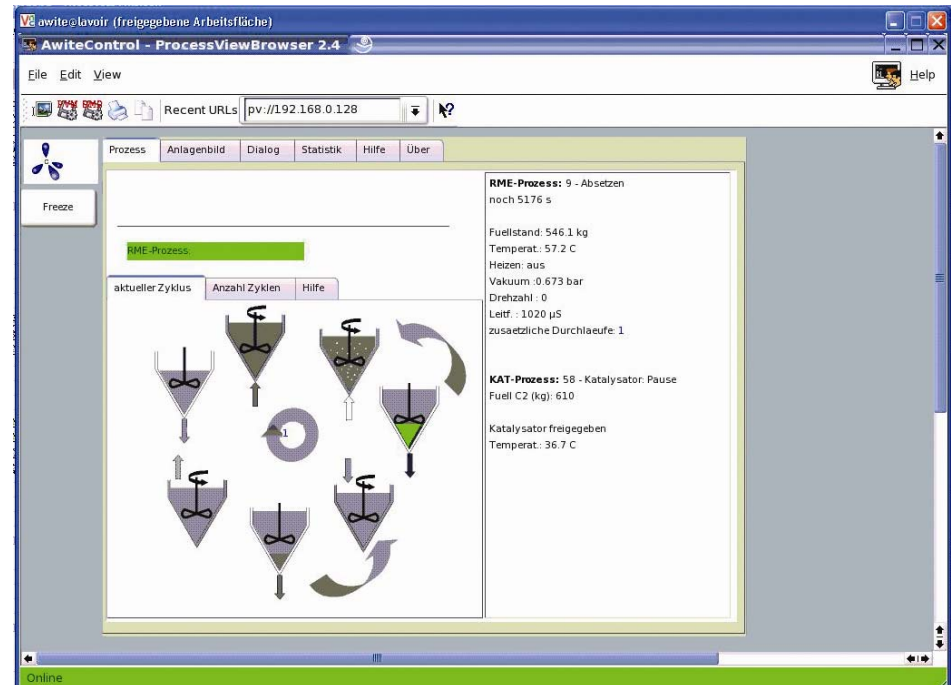 awite@lavoir (freigegebene Arbeitsfläche)
AwiteControl - ProcessViewBrowser 2.4
File Edit View Help
Recent URLs pv://192.168.0.128
Prozess Anlagenbild Dialog Statistik Hilfe Über
Freeze
RME-Prozess:
aktueller Zyklus Anzahl Zyklen Hilfe
1
RME-Prozess: 9 - Absetzen
noch 5176 s
Fuellstand: 546.1 kg
Temperat.: 57.2 C
Heizen: aus
Vakuum :0.673 bar
Drehzahl : 0
Leitf. : 1020 µS
zusaetzliche Durchlaeufe: 1
KAT-Prozess: 58 - Katalysator: Pause
Fuell C2 (kg): 610
Katalysator freigegeben
Temperat.: 36.7 C
Online